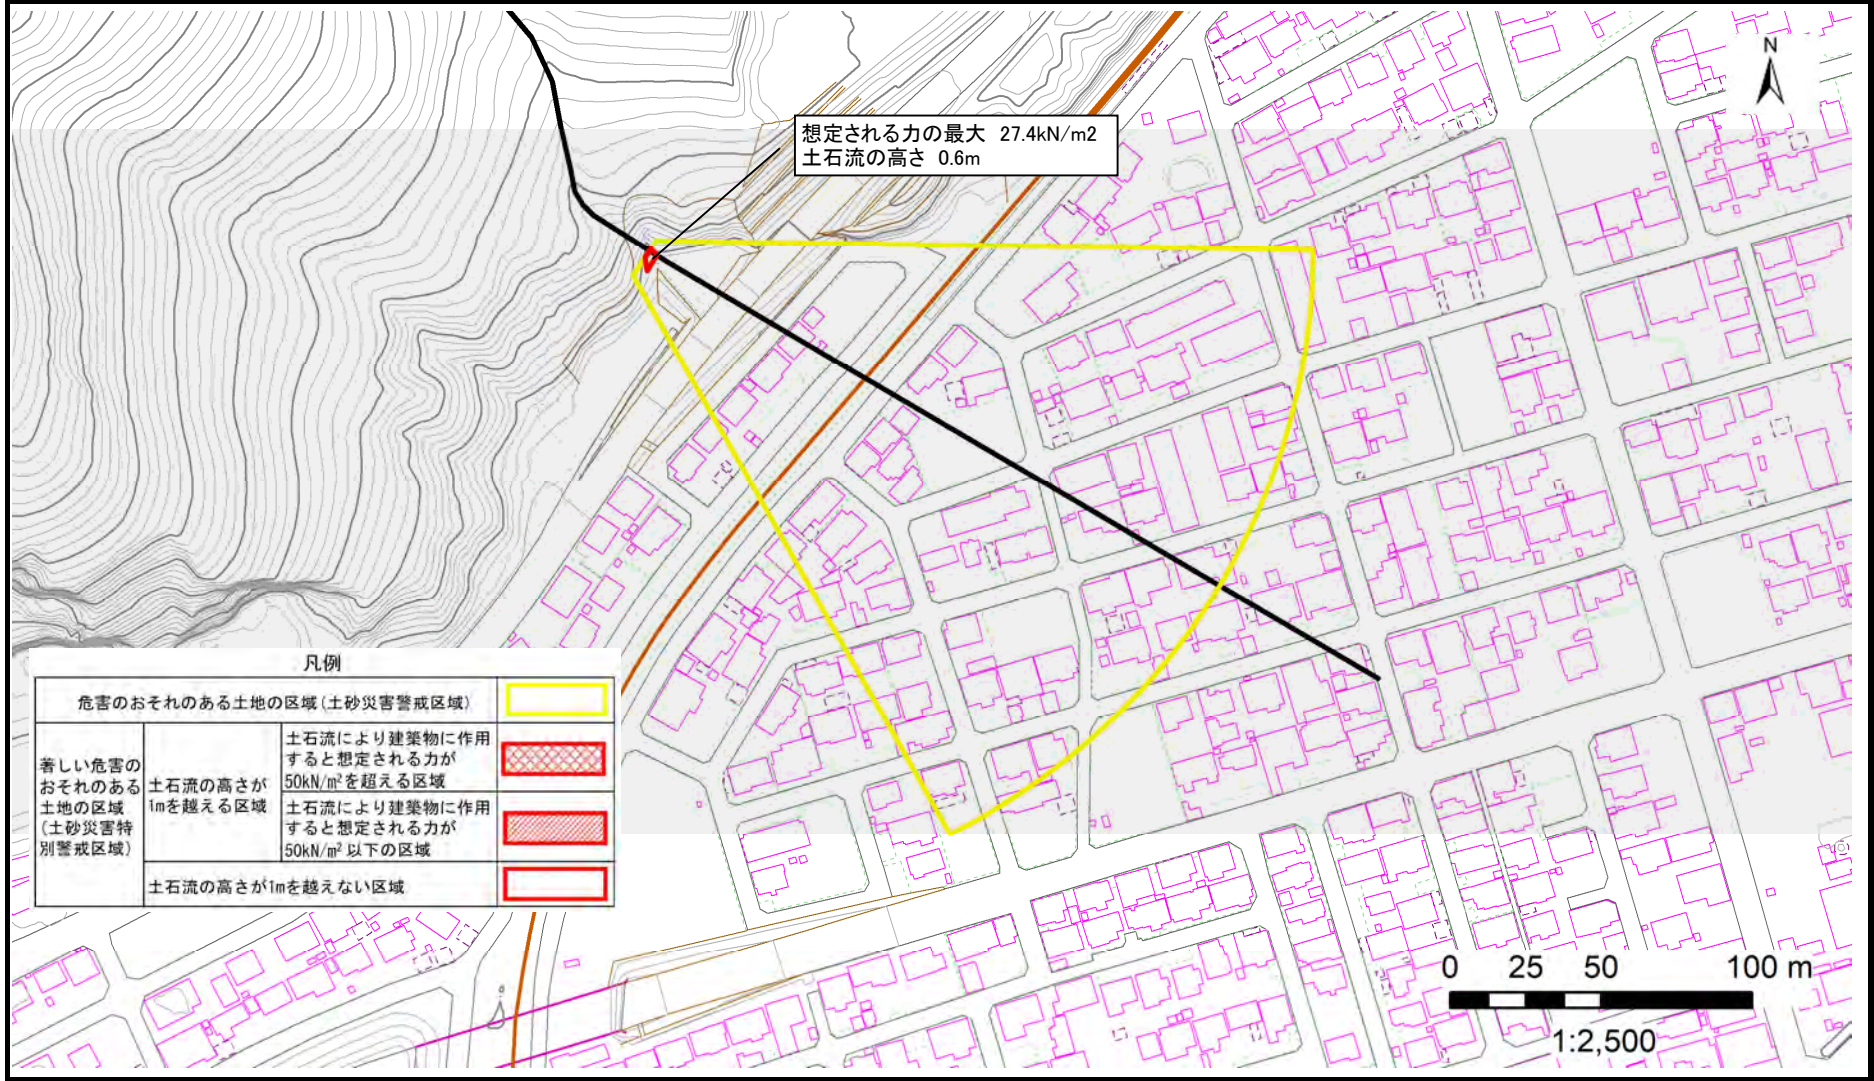 N
想定される力の最大 27.4kN/m2
土石流の高さ 0.6m
凡例
危害のおそれのある土地の区域(土砂災害警戒区域)
著しい危害の
おそれのある
土地の区域
(土砂災害特
別警戒区域)
土石流の高さが
1mを越える区域
土石流により建築物に作用
すると想定される力が
50kN/㎡を超える区域
土石流により建築物に作用
すると想定される力が
50kN/㎡以下の区域
土石流の高さが1mを越えない区域
0 25 50 100 m
1:2,500